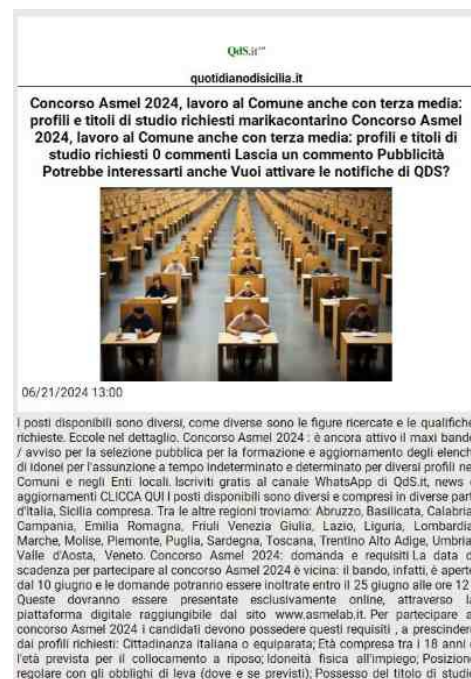 QdS.it
quotidianodisicilia.it
Concorso Asmel 2024, lavoro al Comune anche con terza media:
profili e titoli di studio richiesti marikacontarino Concorso Asmel
2024, lavoro al Comune anche con terza media: profili e titoli di
studio richiesti 0 commenti Lascia un commento Pubblicità
Potrebbe interessarti anche Vuoi attivare le notifiche di QDS?
06/21/2024 13:00
I posti disponibili sono diversi, come diverse sono le figure ricercate e le qualifiche
richieste. Eccole nel dettaglio. Concorso Asmel 2024 : è ancora attivo il maxi bando
/ avviso per la selezione pubblica per la formazione e aggiornamento degli elench
di idonei per l'assunzione a tempo indeterminato e determinato per diversi profili ne
Comuni e negli Enti locali. Iscriviti gratis al canale WhatsApp di QdS.it, news
aggiornamenti CLICCA QUI I posti disponibili sono diversi e compresi in diverse part
d'Italia, Sicilia compresa. Tra le altre regioni troviamo: Abruzzo, Basilicata, Calabria
Campania, Emilia Romagna, Friuli Venezia Giulia, Lazio, Liguria, Lombardia
Marche, Molise, Piemonte, Puglia, Sardegna, Toscana, Trentino Alto Adige, Umbria
Valle d'Aosta, Veneto. Concorso Asmel 2024: domanda e requisiti La data d
scadenza per partecipare al concorso Asmel 2024 è vicina: il bando, infatti, è aperto
dal 10 giugno e le domande potranno essere inoltrate entro il 25 giugno alle ore 12
Queste dovranno essere presentate esclusivamente online, attraverso la
piattaforma digitale raggiungibile dal sito www.asmelab.it. Per partecipare a
concorso Asmel 2024 i candidati devono possedere questi requisiti , a prescindere
dai profili richiesti: Cittadinanza italiana o equiparata; Età compresa tra i 18 anni
l'età prevista per il collocamento a riposo; Idoneità fisica all'impiego; Posizione
regolare con gli obblighi di leva (dove e se previsti); Possesso del titolo di studio